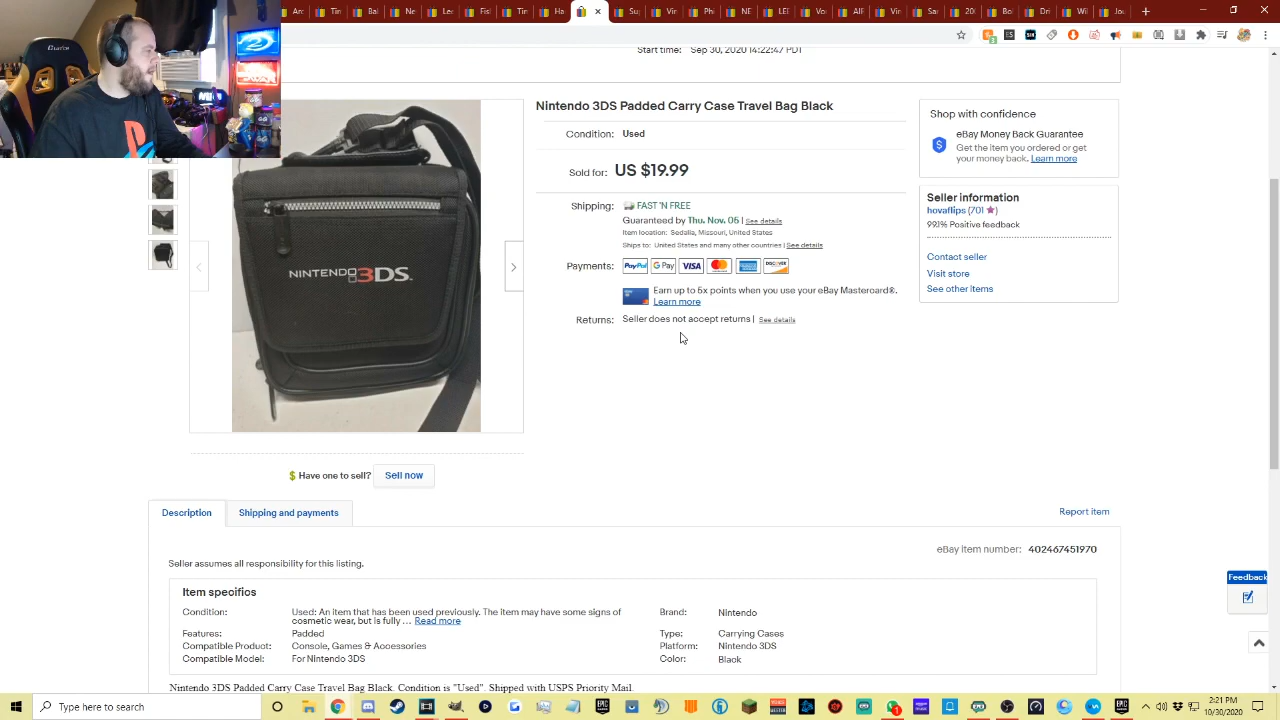 Start time: Sep 30, 2020 14:22:47 PDT
Nintendo 3DS Padded Carry Case Travel Bag Black
Condition: Used
Sold for: US $19.99
Shipping: FAST 'N FREE
Guaranteed by Thu. Nov. 05 | See details
Item location: Sedalia, Missouri, United States
Ships to: United States and many other countries | See details
Payments: PayPal G Pay VISA
Earn up to 5x points when you use your eBay Mastercard®.
Learn more
Returns: Seller does not accept returns | See details
Shop with confidence
eBay Money Back Guarantee
Get the item you ordered or get
your money back. Learn more
Seller information
hovaflips (701)
99.1% Positive feedback
Contact seller
Visit store
See other items
NINTENDO 3DS
Have one to sell? Sell now
Description
Shipping and payments
Report item
eBay item number: 402467451970
Seller assumes all responsibility for this listing.
Item specifics
Condition: Used: An item that has been used previously. The item may have some signs of
cosmetic wear, but is fully ... Read more
Features: Padded
Compatible Product: Console, Games & Accessories
Compatible Model: For Nintendo 3DS
Brand: Nintendo
Type: Carrying Cases
Platform: Nintendo 3DS
Color: Black
Nintendo 3DS Padded Carry Case Travel Bag Black. Condition is "Used". Shipped with USPS Priority Mail.
Feedback
Type here to search
2:21 PM
10/30/2020